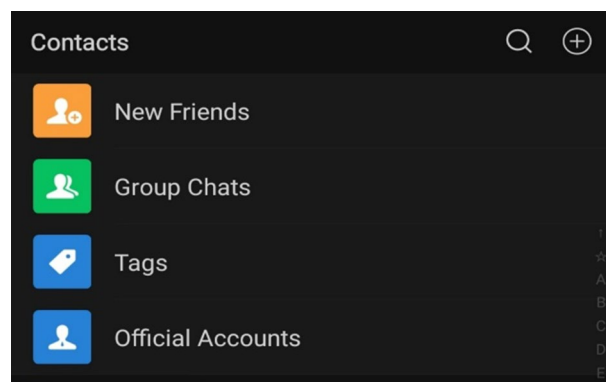 Contacts
New Friends
Group Chats
Tags
Official Accounts
↑
☆
A
B
C
D
E